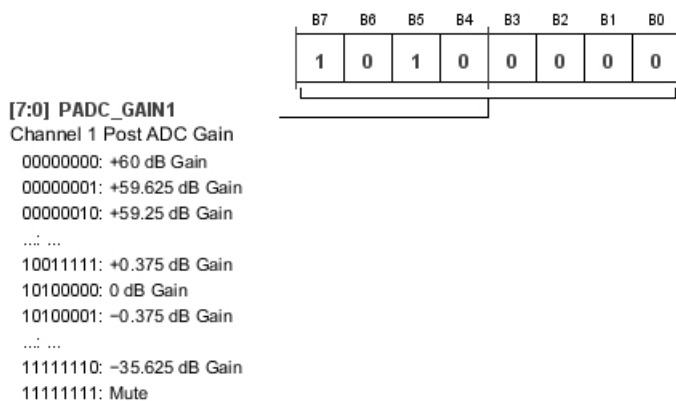 B7 B6 B5 B4 B3 B2 B1 B0
1 0 1 0 0 0 0 0
[7:0] PADC_GAIN1
Channel 1 Post ADC Gain
00000000: +60 dB Gain
00000001: +59.625 dB Gain
00000010: +59.25 dB Gain
...: ...
10011111: +0.375 dB Gain
10100000: 0 dB Gain
10100001: −0.375 dB Gain
...: ...
11111110: −35.625 dB Gain
11111111: Mute